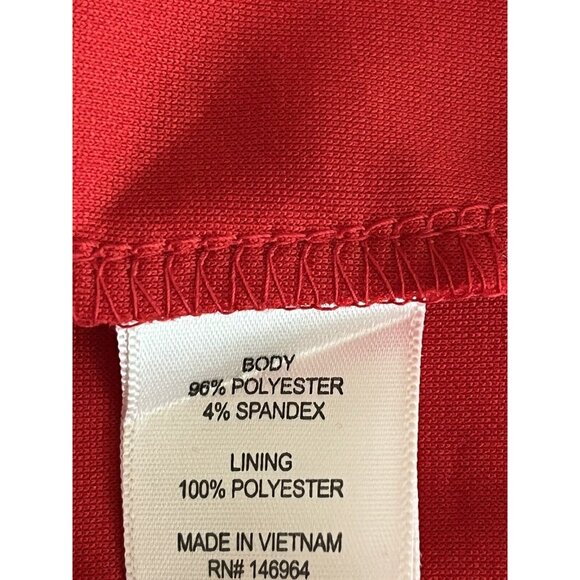 BODY
96% POLYESTER
4% SPANDEX
LINING
100% POLYESTER
MADE IN VIETNAM
RN# 146964